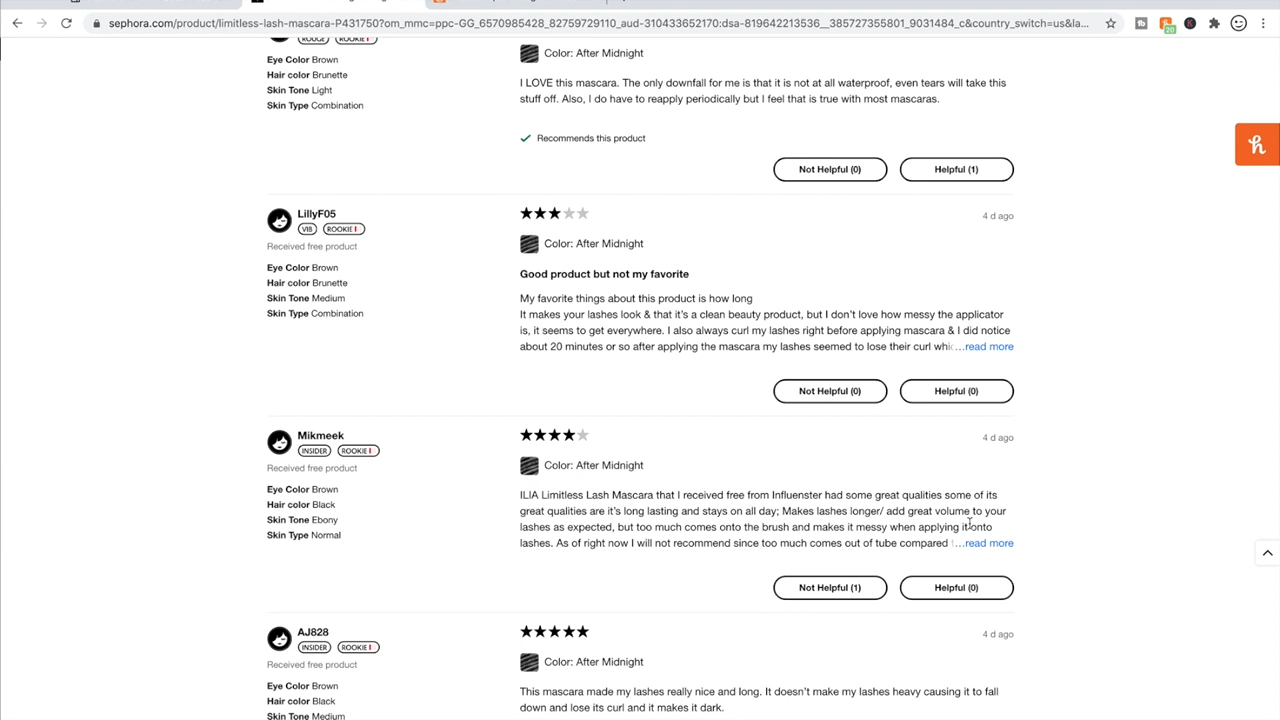 sephora.com/product/limitless-lash-mascara-P431750?om_mmc=ppc-GG_6570985428_82759729110_aud-310433652170:dsa-819642213536__385727355801_9031484_c&country_switch=us&la...
20
ROUGE ROOKIE
Eye Color Brown
Hair color Brunette
Skin Tone Light
Skin Type Combination
Color: After Midnight
I LOVE this mascara. The only downfall for me is that it is not at all waterproof, even tears will take this
stuff off. Also, I do have to reapply periodically but I feel that is true with most mascaras.
Recommends this product
Not Helpful (0)
Helpful (1)
h
LillyF05
VIB ROOKIE
Received free product
Eye Color Brown
Hair color Brunette
Skin Tone Medium
Skin Type Combination
4 d ago
Color: After Midnight
Good product but not my favorite
My favorite things about this product is how long
It makes your lashes look & that it's a clean beauty product, but I don't love how messy the applicator
is, it seems to get everywhere. I also always curl my lashes right before applying mascara & I did notice
about 20 minutes or so after applying the mascara my lashes seemed to lose their curl whi ...read more
Not Helpful (0)
Helpful (0)
Mikmeek
INSIDER ROOKIE
Received free product
Eye Color Brown
Hair color Black
Skin Tone Ebony
Skin Type Normal
4 d ago
Color: After Midnight
ILIA Limitless Lash Mascara that I received free from Influenster had some great qualities some of its
great qualities are it's long lasting and stays on all day; Makes lashes longer/ add great volume to your
lashes as expected, but too much comes onto the brush and makes it messy when applying it onto
lashes. As of right now I will not recommend since too much comes out of tube compared ...read more
Not Helpful (1)
Helpful (0)
AJ828
INSIDER ROOKIE
Received free product
Eye Color Brown
Hair color Black
Skin Tone Medium
4 d ago
Color: After Midnight
This mascara made my lashes really nice and long. It doesn't make my lashes heavy causing it to fall
down and lose its curl and it makes it dark.